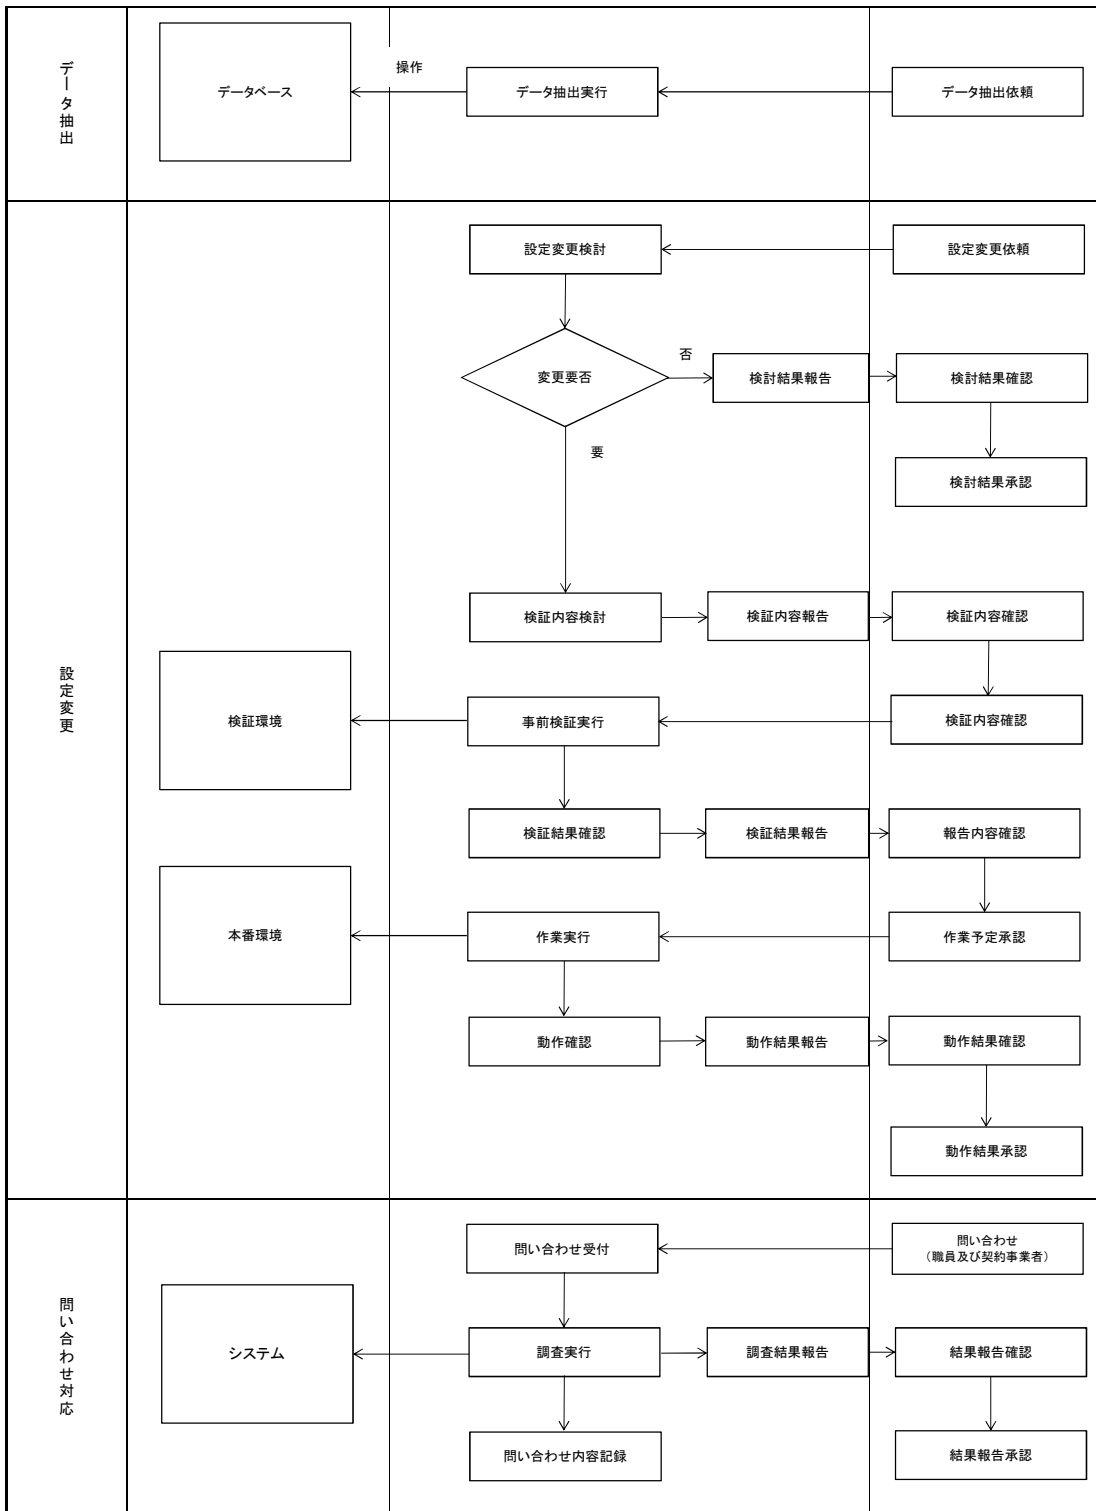 データ抽出
データベース
操作
データ抽出実行
データ抽出依頼
設定変更
設定変更検討
設定変更依頼
変更要否
否
検討結果報告
検討結果確認
要
検討結果承認
検証内容検討
検証内容報告
検証内容確認
検証環境
事前検証実行
検証内容確認
検証結果確認
検証結果報告
報告内容確認
本番環境
作業実行
作業予定承認
動作確認
動作結果報告
動作結果確認
動作結果承認
問い合わせ対応
問い合わせ受付
問い合わせ
（職員及び契約事業者）
システム
調査実行
調査結果報告
結果報告確認
問い合わせ内容記録
結果報告承認